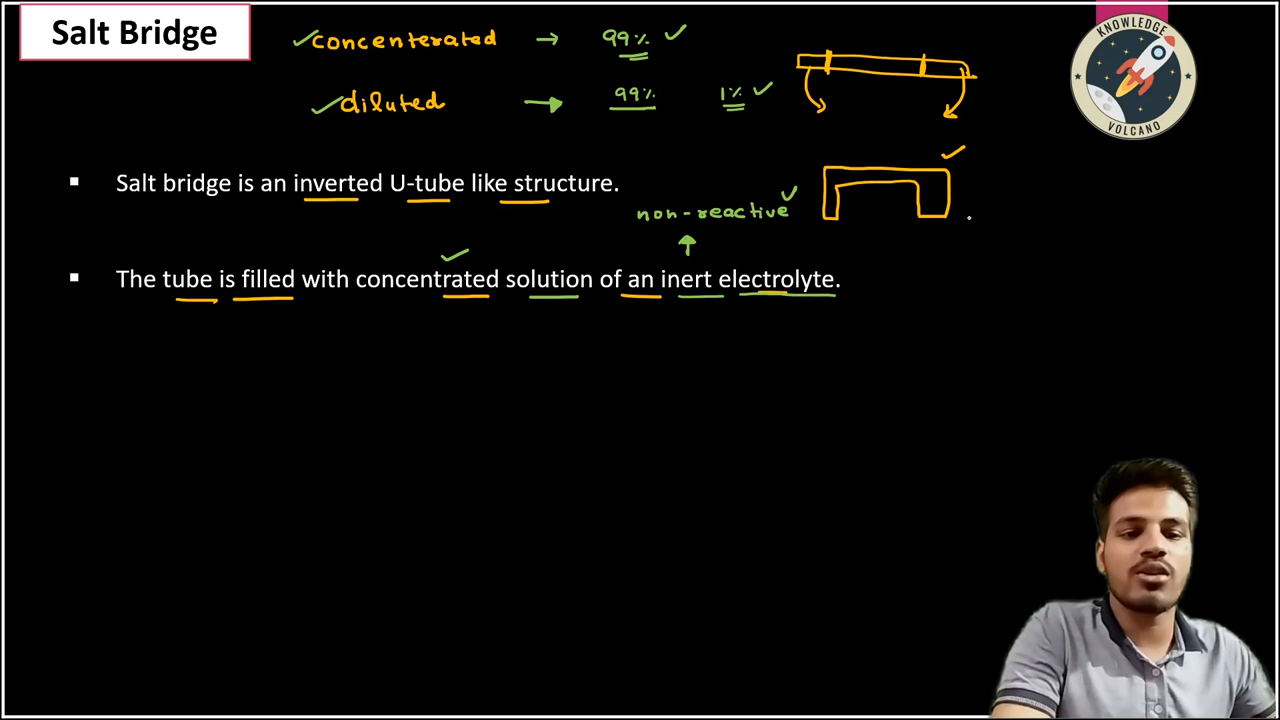 Salt Bridge
concenterated → 99%
diluted → 99% 1%
KNOWLEDGE
VOLCANO
▪ Salt bridge is an inverted U-tube like structure.
non-reactive
▪ The tube is filled with concentrated solution of an inert electrolyte.